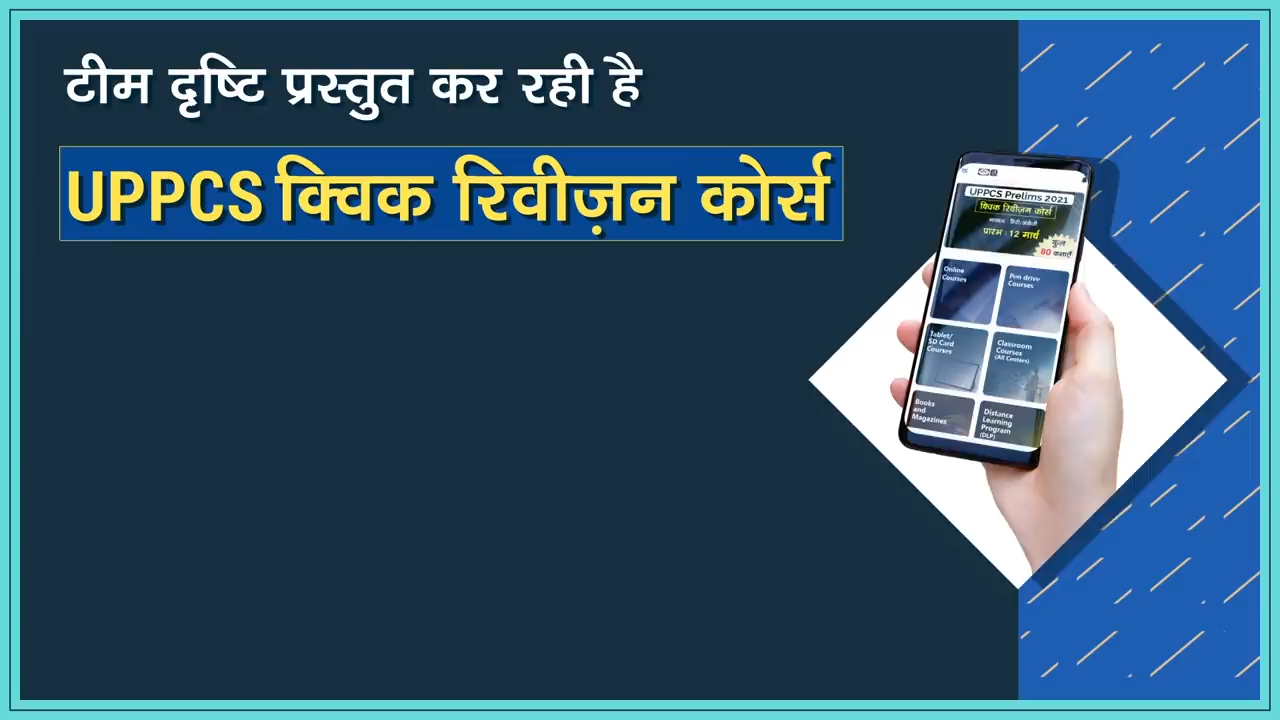 टीम दृष्टि प्रस्तुत कर रही है
UPPCS क्विक रिवीज़न कोर्स
UPPCS Prelims 2021
क्विक रिवीज़न कोर्स
माध्यम : हिंदी/अंग्रेज़ी
प्रारंभ : 12 मार्च
कुल
80 कक्षाएँ
Online
Courses
Pen drive
Courses
Tablet/
SD Card
Courses
Classroom
Courses
(All Centers)
Books
and
Magazines
Distance
Learning
Program
(DLP)